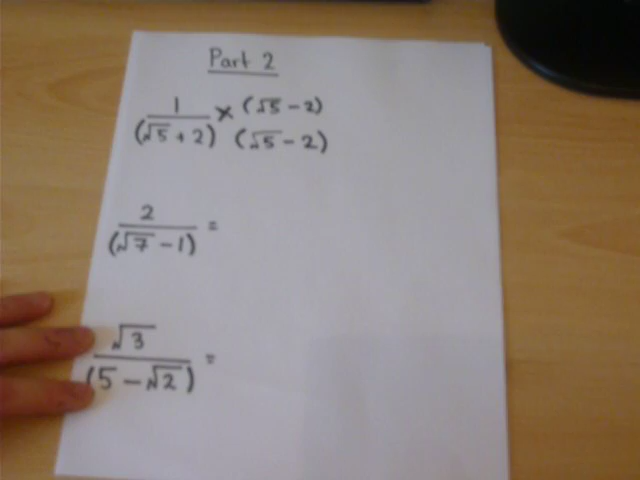 Part 2
1/(√5 + 2) × (√5 - 2)/(√5 - 2)
2/(√7 - 1) =
√3/(5 - √2) =